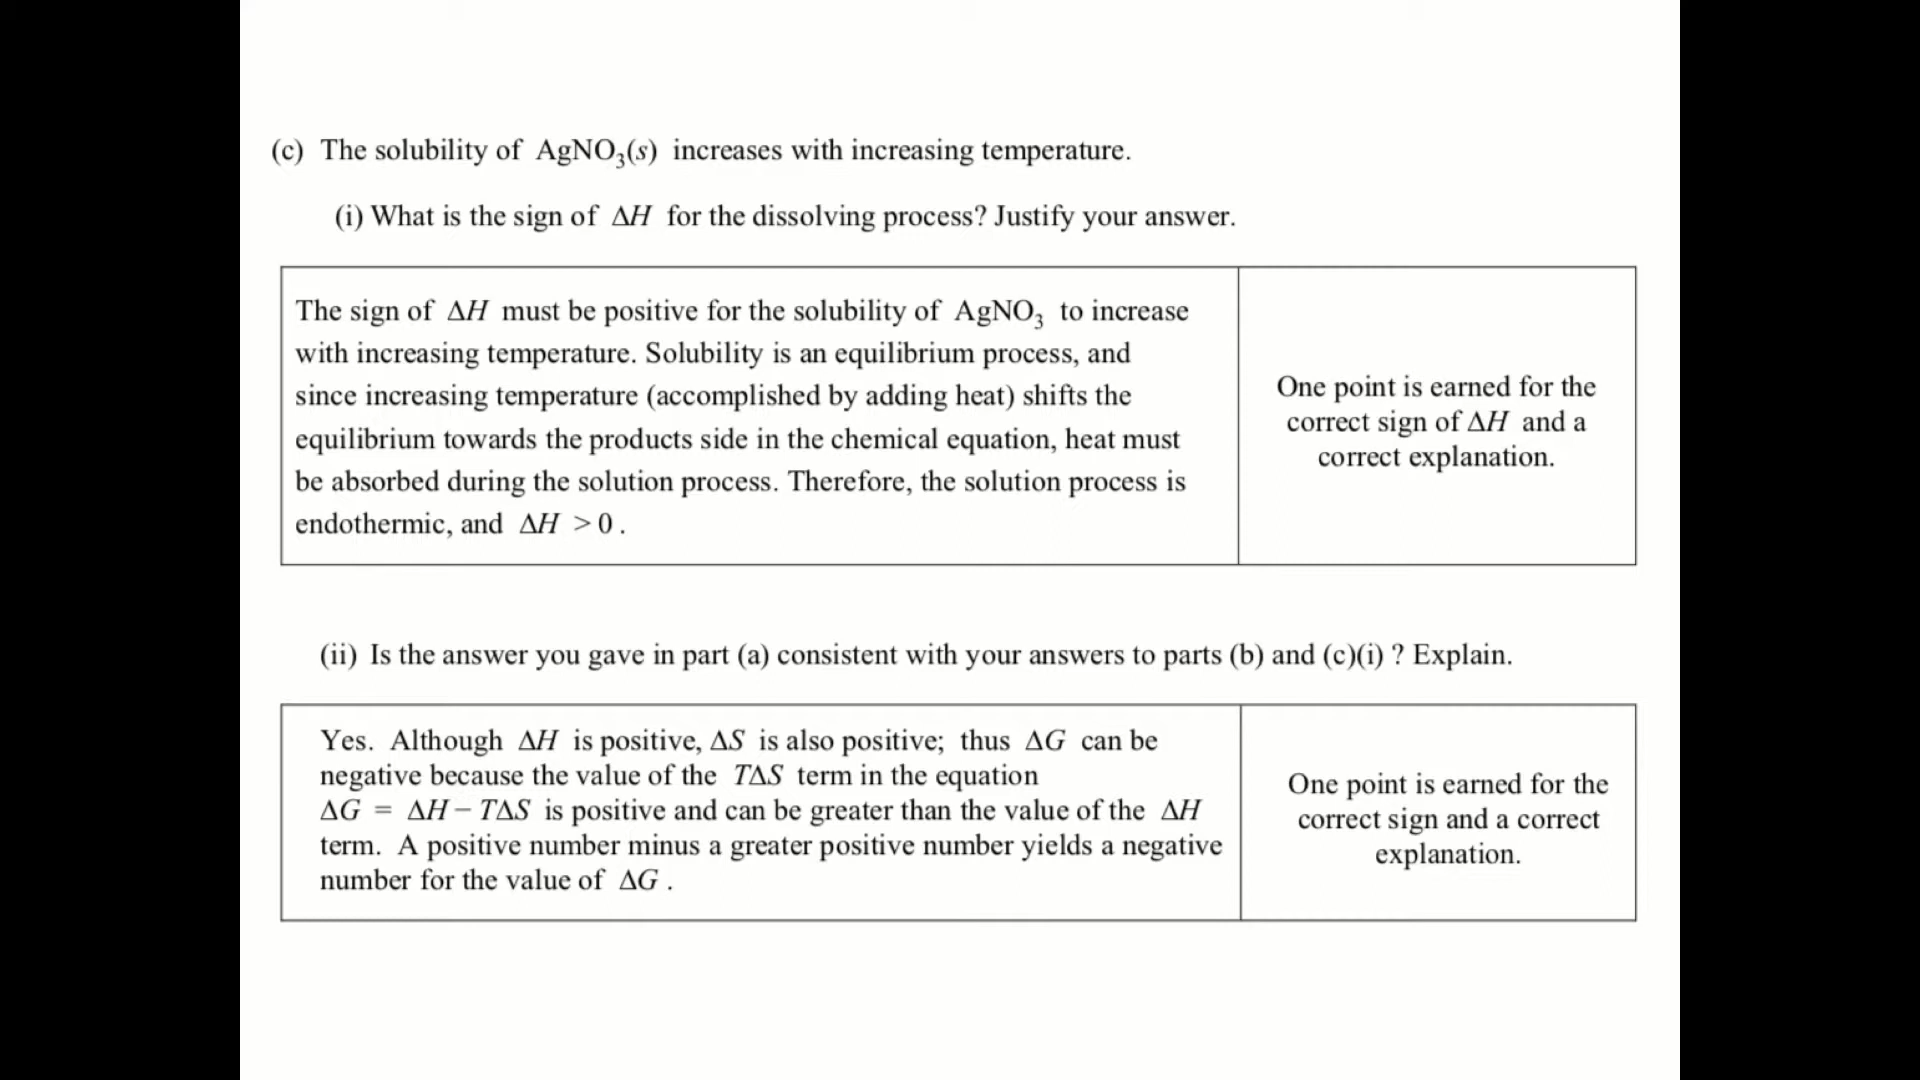 (c) The solubility of AgNO₃(s) increases with increasing temperature.
(i) What is the sign of ΔH for the dissolving process? Justify your answer.
The sign of ΔH must be positive for the solubility of AgNO₃ to increase
with increasing temperature. Solubility is an equilibrium process, and
since increasing temperature (accomplished by adding heat) shifts the
equilibrium towards the products side in the chemical equation, heat must
be absorbed during the solution process. Therefore, the solution process is
endothermic, and ΔH > 0 .
One point is earned for the
correct sign of ΔH and a
correct explanation.
(ii) Is the answer you gave in part (a) consistent with your answers to parts (b) and (c)(i) ? Explain.
Yes. Although ΔH is positive, ΔS is also positive; thus ΔG can be
negative because the value of the TΔS term in the equation
ΔG = ΔH – TΔS is positive and can be greater than the value of the ΔH
term. A positive number minus a greater positive number yields a negative
number for the value of ΔG .
One point is earned for the
correct sign and a correct
explanation.